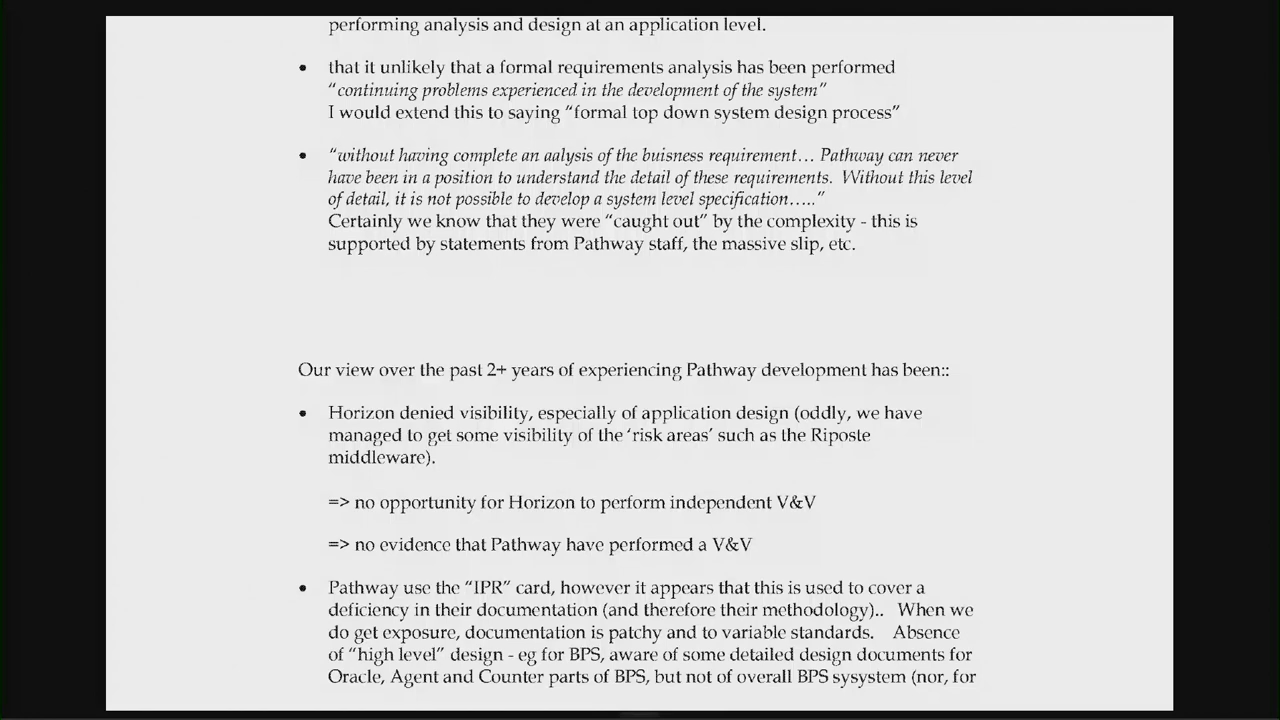 performing analysis and design at an application level.
• that it unlikely that a formal requirements analysis has been performed
“continuing problems experienced in the development of the system”
I would extend this to saying “formal top down system design process”
• “without having complete an aalysis of the buisness requirement… Pathway can never
have been in a position to understand the detail of these requirements.  Without this level
of detail, it is not possible to develop a system level specification…..”
Certainly we know that they were “caught out” by the complexity - this is
supported by statements from Pathway staff, the massive slip, etc.
Our view over the past 2+ years of experiencing Pathway development has been::
• Horizon denied visibility, especially of application design (oddly, we have
managed to get some visibility of the ‘risk areas’ such as the Riposte
middleware).
=> no opportunity for Horizon to perform independent V&V
=> no evidence that Pathway have performed a V&V
• Pathway use the “IPR” card, however it appears that this is used to cover a
deficiency in their documentation (and therefore their methodology)..   When we
do get exposure, documentation is patchy and to variable standards.    Absence
of “high level” design - eg for BPS, aware of some detailed design documents for
Oracle, Agent and Counter parts of BPS, but not of overall BPS sysystem (nor, for